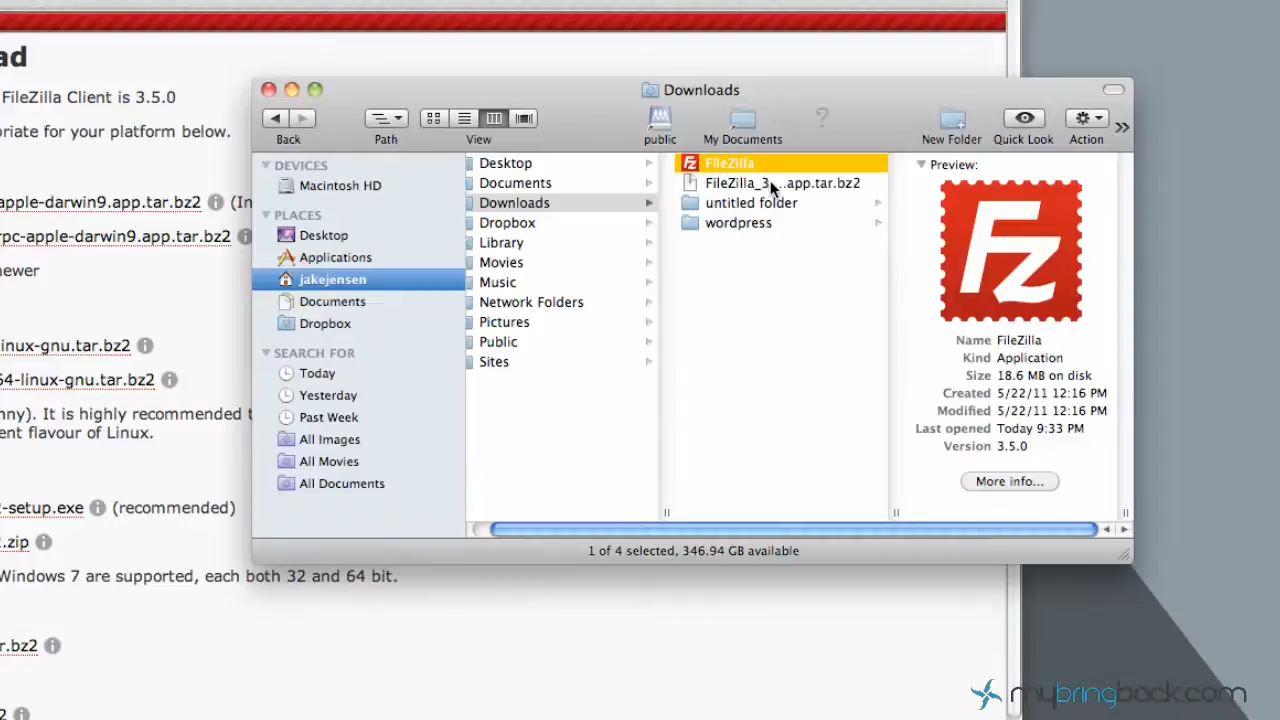 ad
FileZilla Client is 3.5.0
riate for your platform below.
apple-darwin9.app.tar.bz2 (In
rpc-apple-darwin9.app.tar.bz2
ewer
inux-gnu.tar.bz2
64-linux-gnu.tar.bz2
nny). It is highly recommended t
ent flavour of Linux.
2-setup.exe (recommended)
2.zip
Windows 7 are supported, each both 32 and 64 bit.
r.bz2
2
Downloads
Back
Path
View
public
My Documents
?
New Folder
Quick Look
Action
DEVICES
Macintosh HD
PLACES
Desktop
Applications
jakejensen
Documents
Dropbox
SEARCH FOR
Today
Yesterday
Past Week
All Images
All Movies
All Documents
Desktop
Documents
Downloads
Dropbox
Library
Movies
Music
Network Folders
Pictures
Public
Sites
FileZilla
FileZilla_3....app.tar.bz2
untitled folder
wordpress
Preview:
Fz
Name FileZilla
Kind Application
Size 18.6 MB on disk
Created 5/22/11 12:16 PM
Modified 5/22/11 12:16 PM
Last opened Today 9:33 PM
Version 3.5.0
More info...
1 of 4 selected, 346.94 GB available
mybringback.com